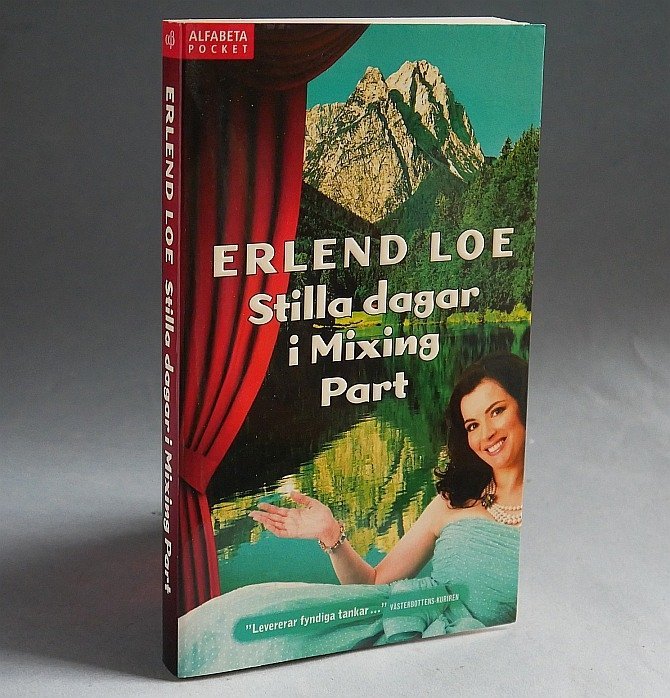 αβ
ALFABETA
POCKET
ERLEND LOE
Stilla dagar
i Mixing
Part
"Levererar fyndiga tankar..." VÄSTERBOTTENS-KURIREN
ERLEND LOE Stilla dagar i Mixing Part